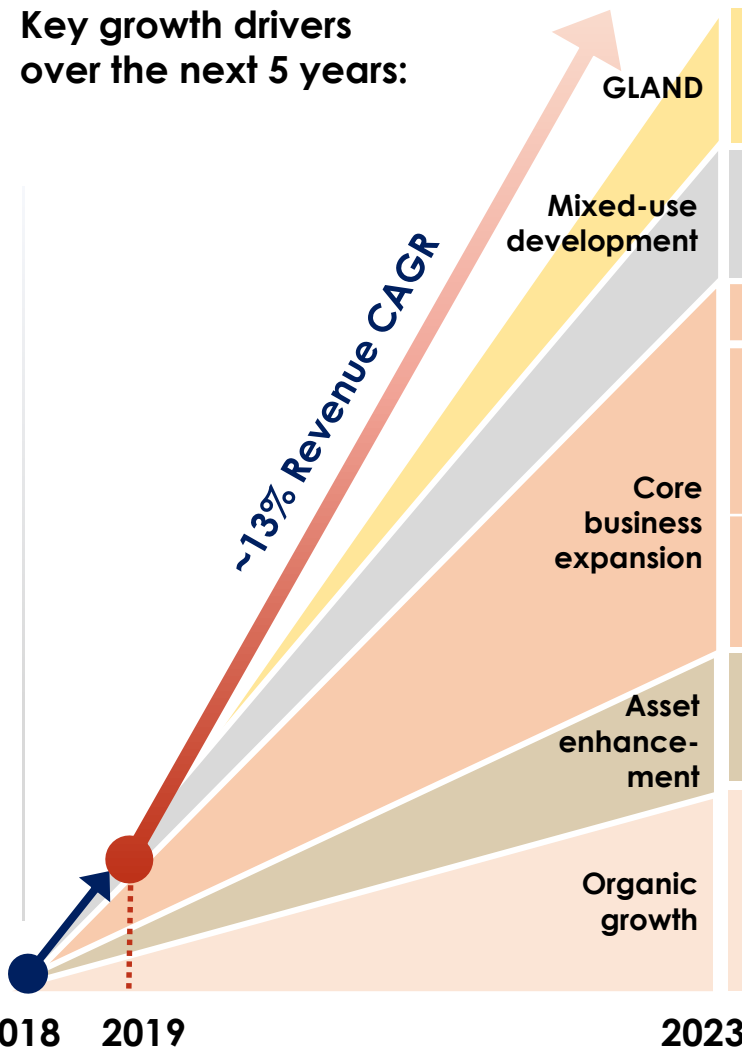 Key growth drivers
over the next 5 years:
GLAND
Mixed-use
development
~13% Revenue CAGR
Core
business
expansion
Asset
enhance-
ment
Organic
growth
018 2019 2023